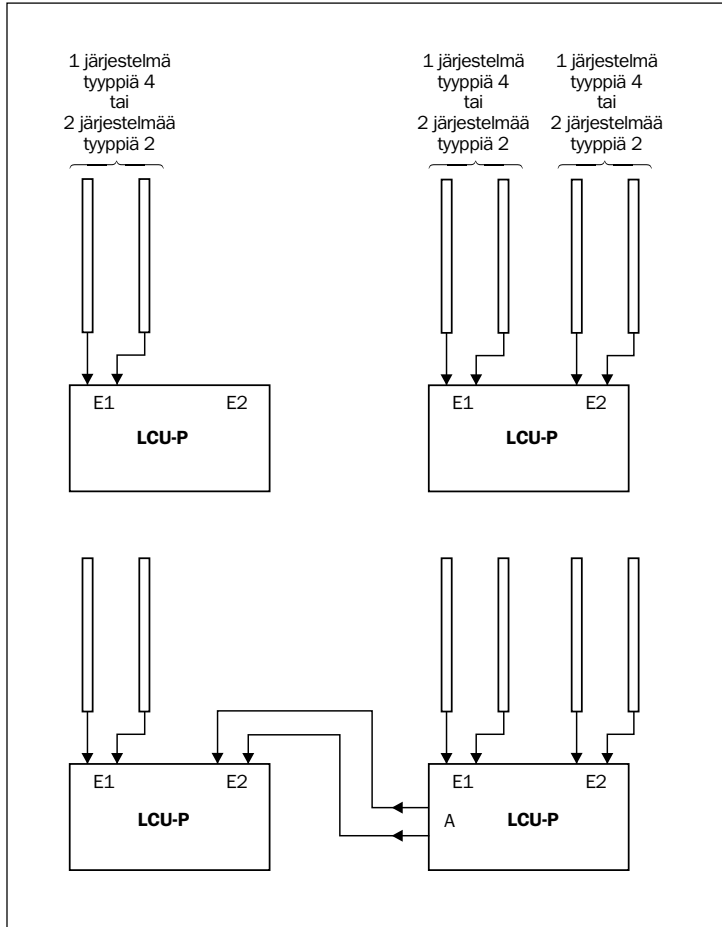 1 järjestelmä
tyyppiä 4
tai
2 järjestelmää
tyyppiä 2
1 järjestelmä
tyyppiä 4
tai
2 järjestelmää
tyyppiä 2
1 järjestelmä
tyyppiä 4
tai
2 järjestelmää
tyyppiä 2
E1 E2
LCU-P
E1 E2
LCU-P
E1 E2
LCU-P
E1 E2
A LCU-P